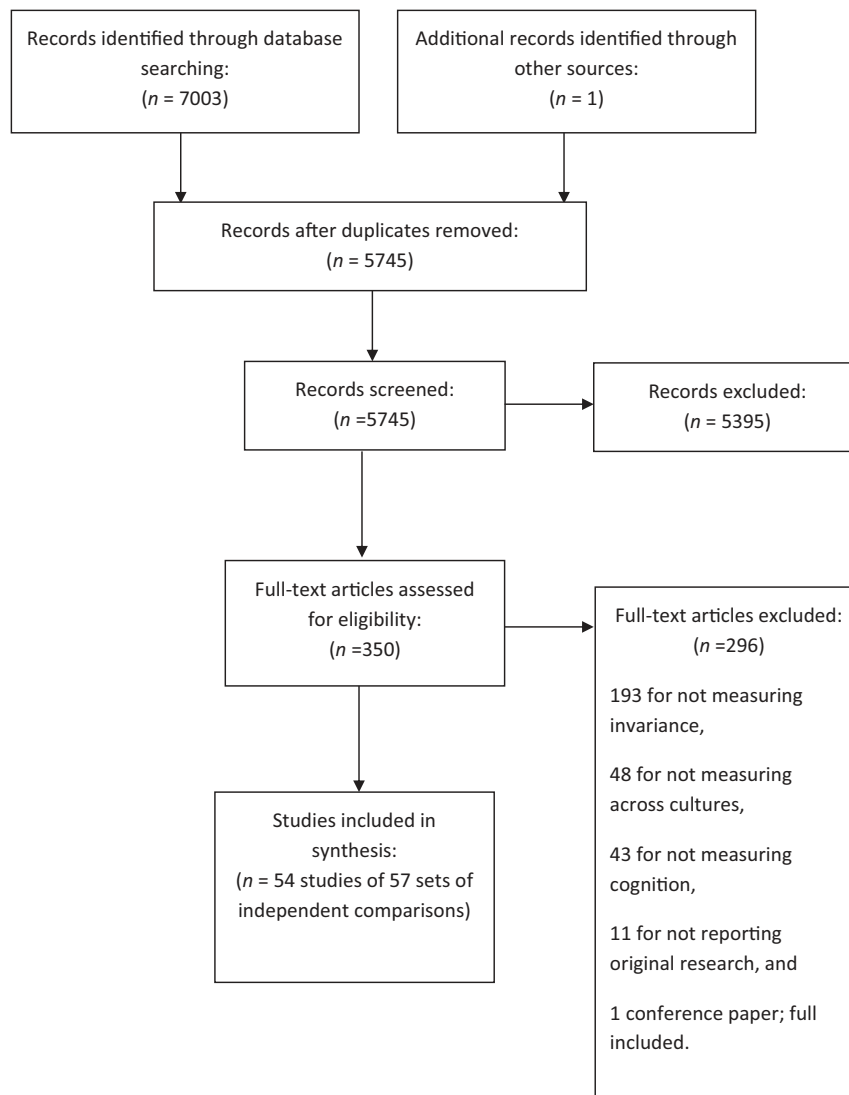 Records identified through database
searching:
(n = 7003)
Additional records identified through
other sources:
(n = 1)
Records after duplicates removed:
(n = 5745)
Records screened:
(n =5745)
Records excluded:
(n = 5395)
Full-text articles assessed
for eligibility:
(n =350)
Full-text articles excluded:
(n =296)
193 for not measuring
invariance,
48 for not measuring
across cultures,
43 for not measuring
cognition,
11 for not reporting
original research, and
1 conference paper; full
included.
Studies included in
synthesis:
(n = 54 studies of 57 sets of
independent comparisons)